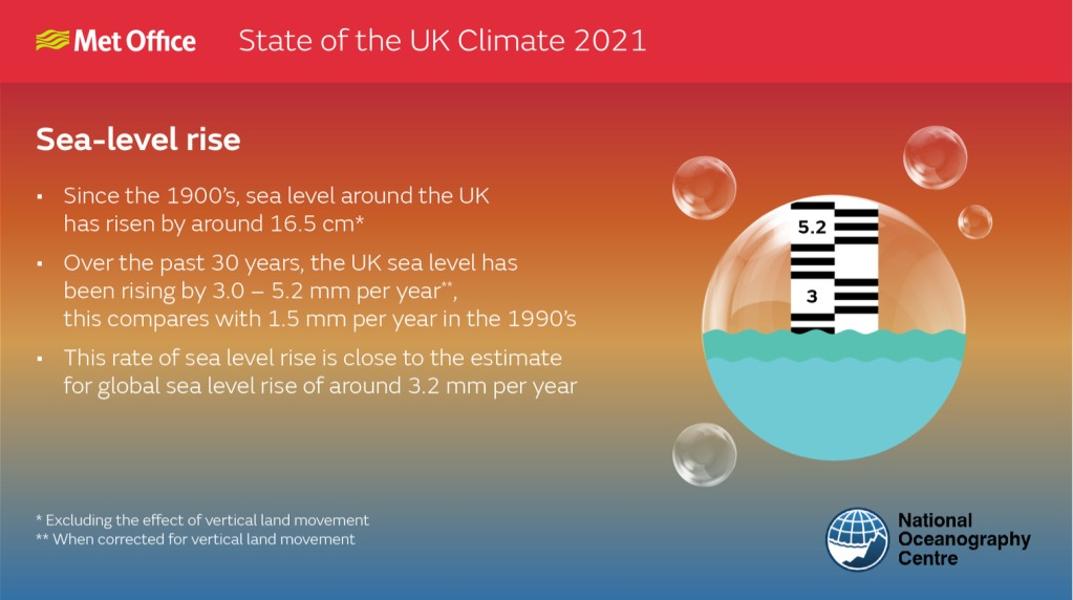 Met Office
State of the UK Climate 2021
Sea-level rise
▪ Since the 1900's, sea level around the UK
has risen by around 16.5 cm*
▪ Over the past 30 years, the UK sea level has
been rising by 3.0 – 5.2 mm per year**,
this compares with 1.5 mm per year in the 1990's
▪ This rate of sea level rise is close to the estimate
for global sea level rise of around 3.2 mm per year
5.2
3
* Excluding the effect of vertical land movement
** When corrected for vertical land movement
National
Oceanography
Centre